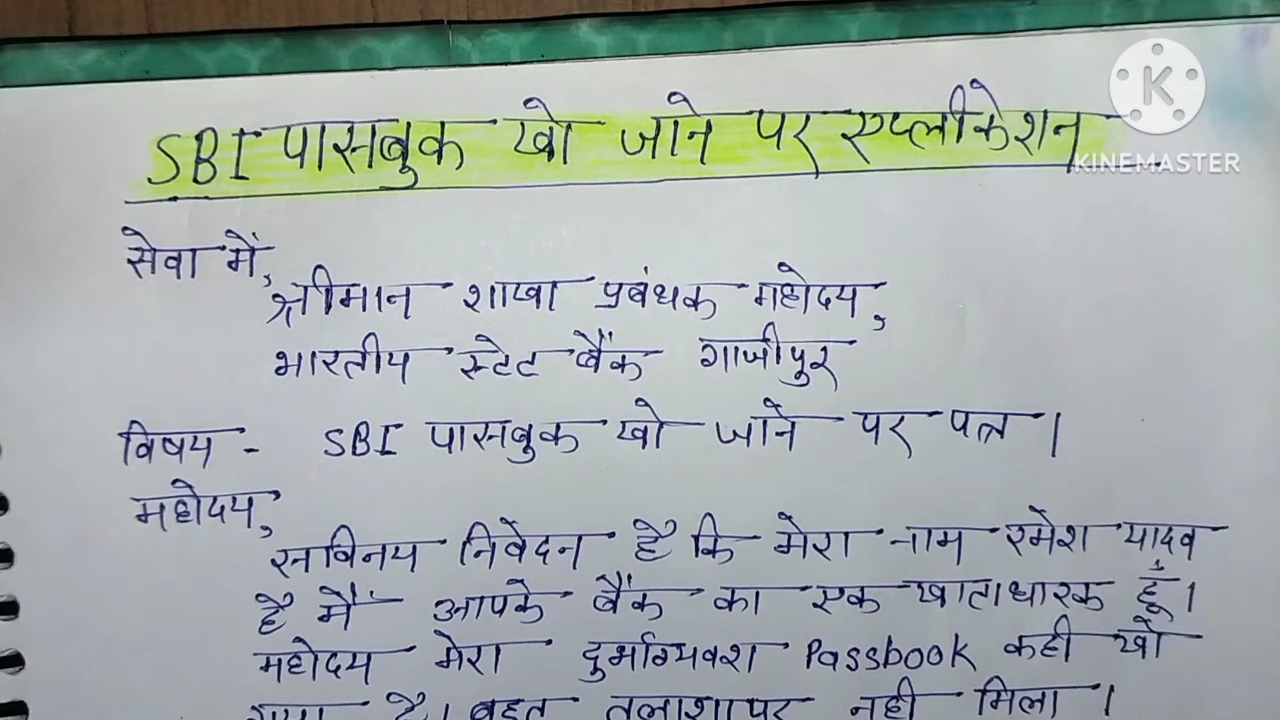 SBI पासबुक खो जाने पर एप्लीकेशन
KINEMASTER
सेवा में,
श्रीमान शाखा प्रबंधक महोदय,
भारतीय स्टेट बैंक गाजीपुर
विषय - SBI पासबुक खो जाने पर पत्र ।
महोदय,
सविनय निवेदन है कि मेरा नाम रमेश यादव
है मैं आपके बैंक का एक खाताधारक हूँ।
महोदय मेरा दुर्भाग्यवश Passbook कही खो
गया है। बहुत तलाशा पर नही मिला ।